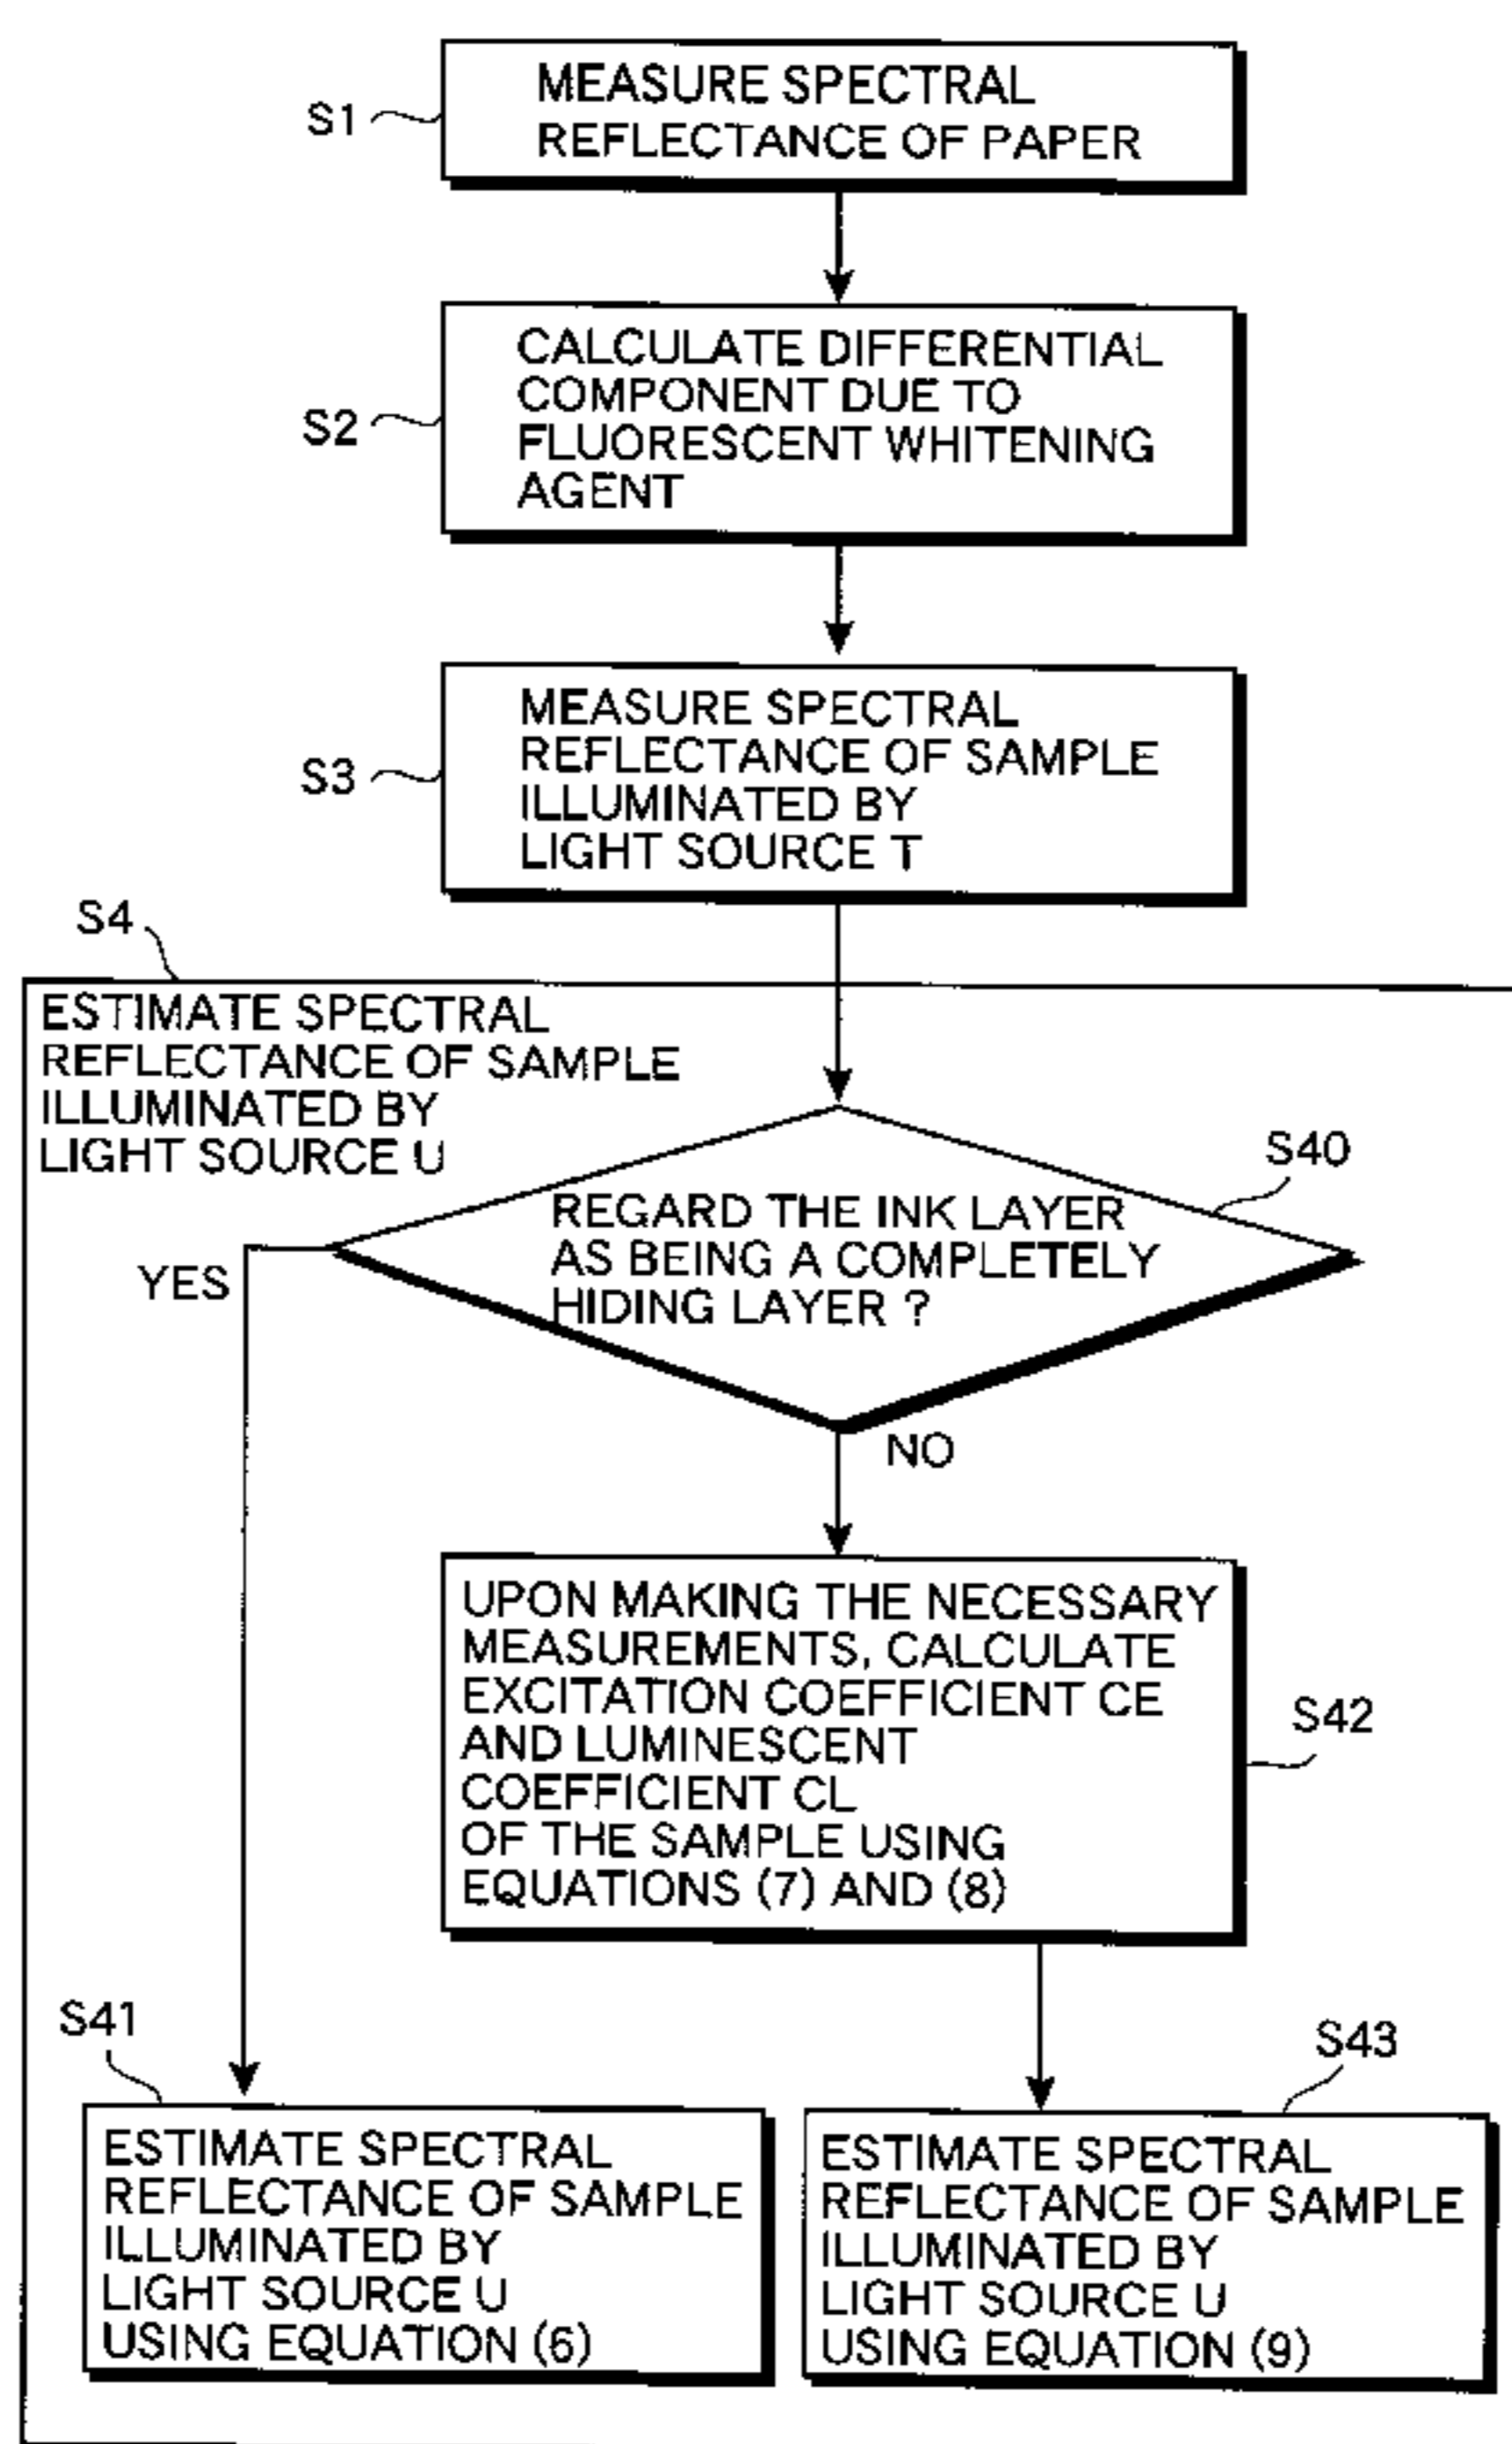 MEASURE SPECTRAL
REFLECTANCE OF PAPER
S1
CALCULATE DIFFERENTIAL
COMPONENT DUE TO
FLUORESCENT WHITENING
AGENT
S2
MEASURE SPECTRAL
REFLECTANCE OF SAMPLE
ILLUMINATED BY
LIGHT SOURCE T
S3
S4
ESTIMATE SPECTRAL
REFLECTANCE OF SAMPLE
ILLUMINATED BY
LIGHT SOURCE U
S40
REGARD THE INK LAYER
AS BEING A COMPLETELY
HIDING LAYER ?
YES
NO
UPON MAKING THE NECESSARY
MEASUREMENTS, CALCULATE
EXCITATION COEFFICIENT CE
AND LUMINESCENT
COEFFICIENT CL
OF THE SAMPLE USING
EQUATIONS (7) AND (8)
S42
S41
ESTIMATE SPECTRAL
REFLECTANCE OF SAMPLE
ILLUMINATED BY
LIGHT SOURCE U
USING EQUATION (6)
S43
ESTIMATE SPECTRAL
REFLECTANCE OF SAMPLE
ILLUMINATED BY
LIGHT SOURCE U
USING EQUATION (9)